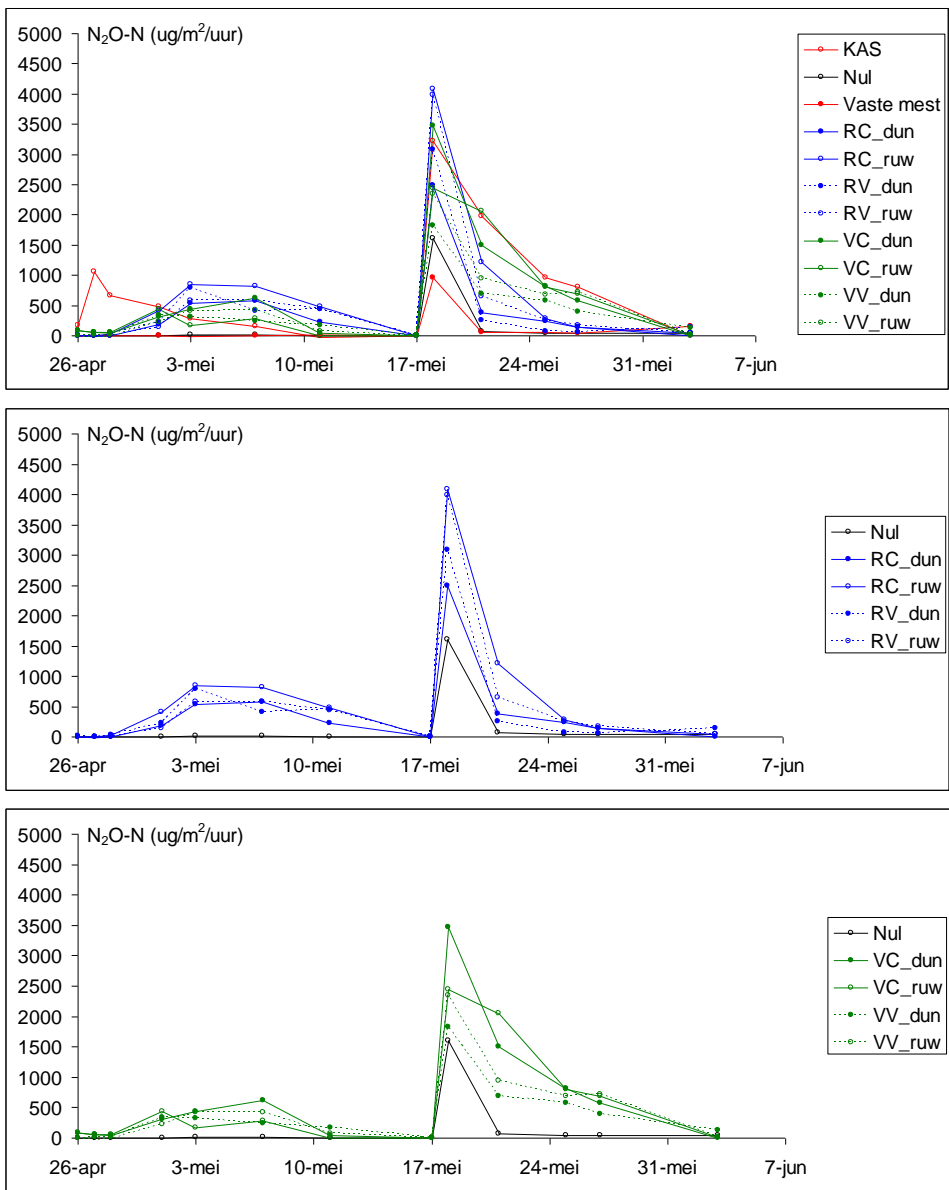 N₂O-N (ug/m²/uur)
5000
4500
4000
3500
3000
2500
2000
1500
1000
500
0
26-apr 3-mei 10-mei 17-mei 24-mei 31-mei 7-jun
KAS
Nul
Vaste mest
RC_dun
RC_ruw
RV_dun
RV_ruw
VC_dun
VC_ruw
VV_dun
VV_ruw
N₂O-N (ug/m²/uur)
5000
4500
4000
3500
3000
2500
2000
1500
1000
500
0
26-apr 3-mei 10-mei 17-mei 24-mei 31-mei 7-jun
Nul
RC_dun
RC_ruw
RV_dun
RV_ruw
N₂O-N (ug/m²/uur)
5000
4500
4000
3500
3000
2500
2000
1500
1000
500
0
26-apr 3-mei 10-mei 17-mei 24-mei 31-mei 7-jun
Nul
VC_dun
VC_ruw
VV_dun
VV_ruw